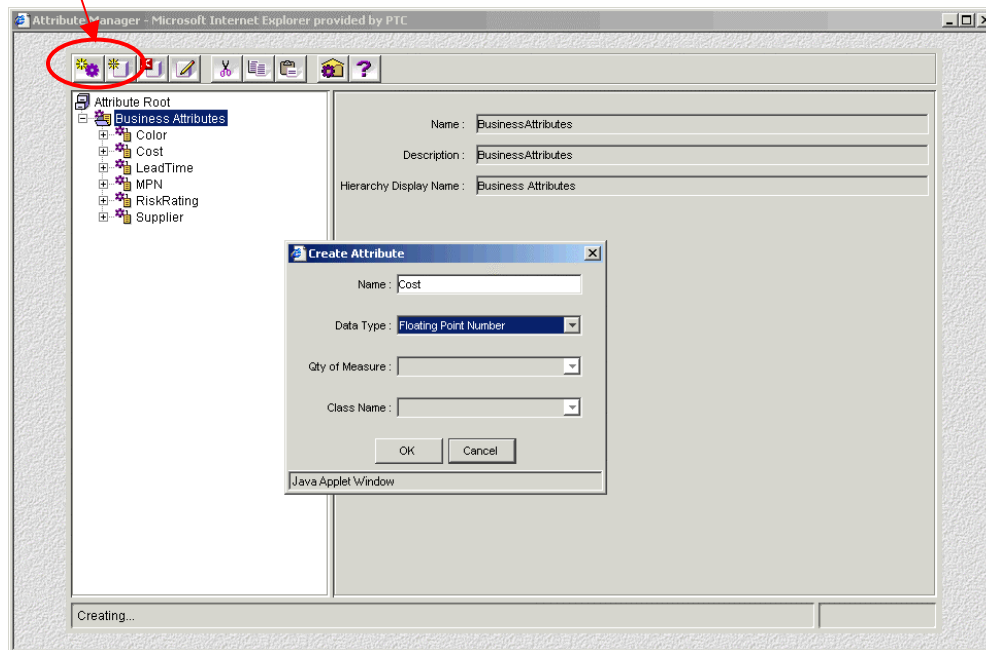 Attribute Manager - Microsoft Internet Explorer provided by PTC
Attribute Root
Business Attributes
Color
Cost
LeadTime
MPN
RiskRating
Supplier
Name : BusinessAttributes
Description : BusinessAttributes
Hierarchy Display Name : Business Attributes
Create Attribute
Name : Cost
Data Type : Floating Point Number
Qty of Measure :
Class Name :
OK Cancel
Java Applet Window
Creating...